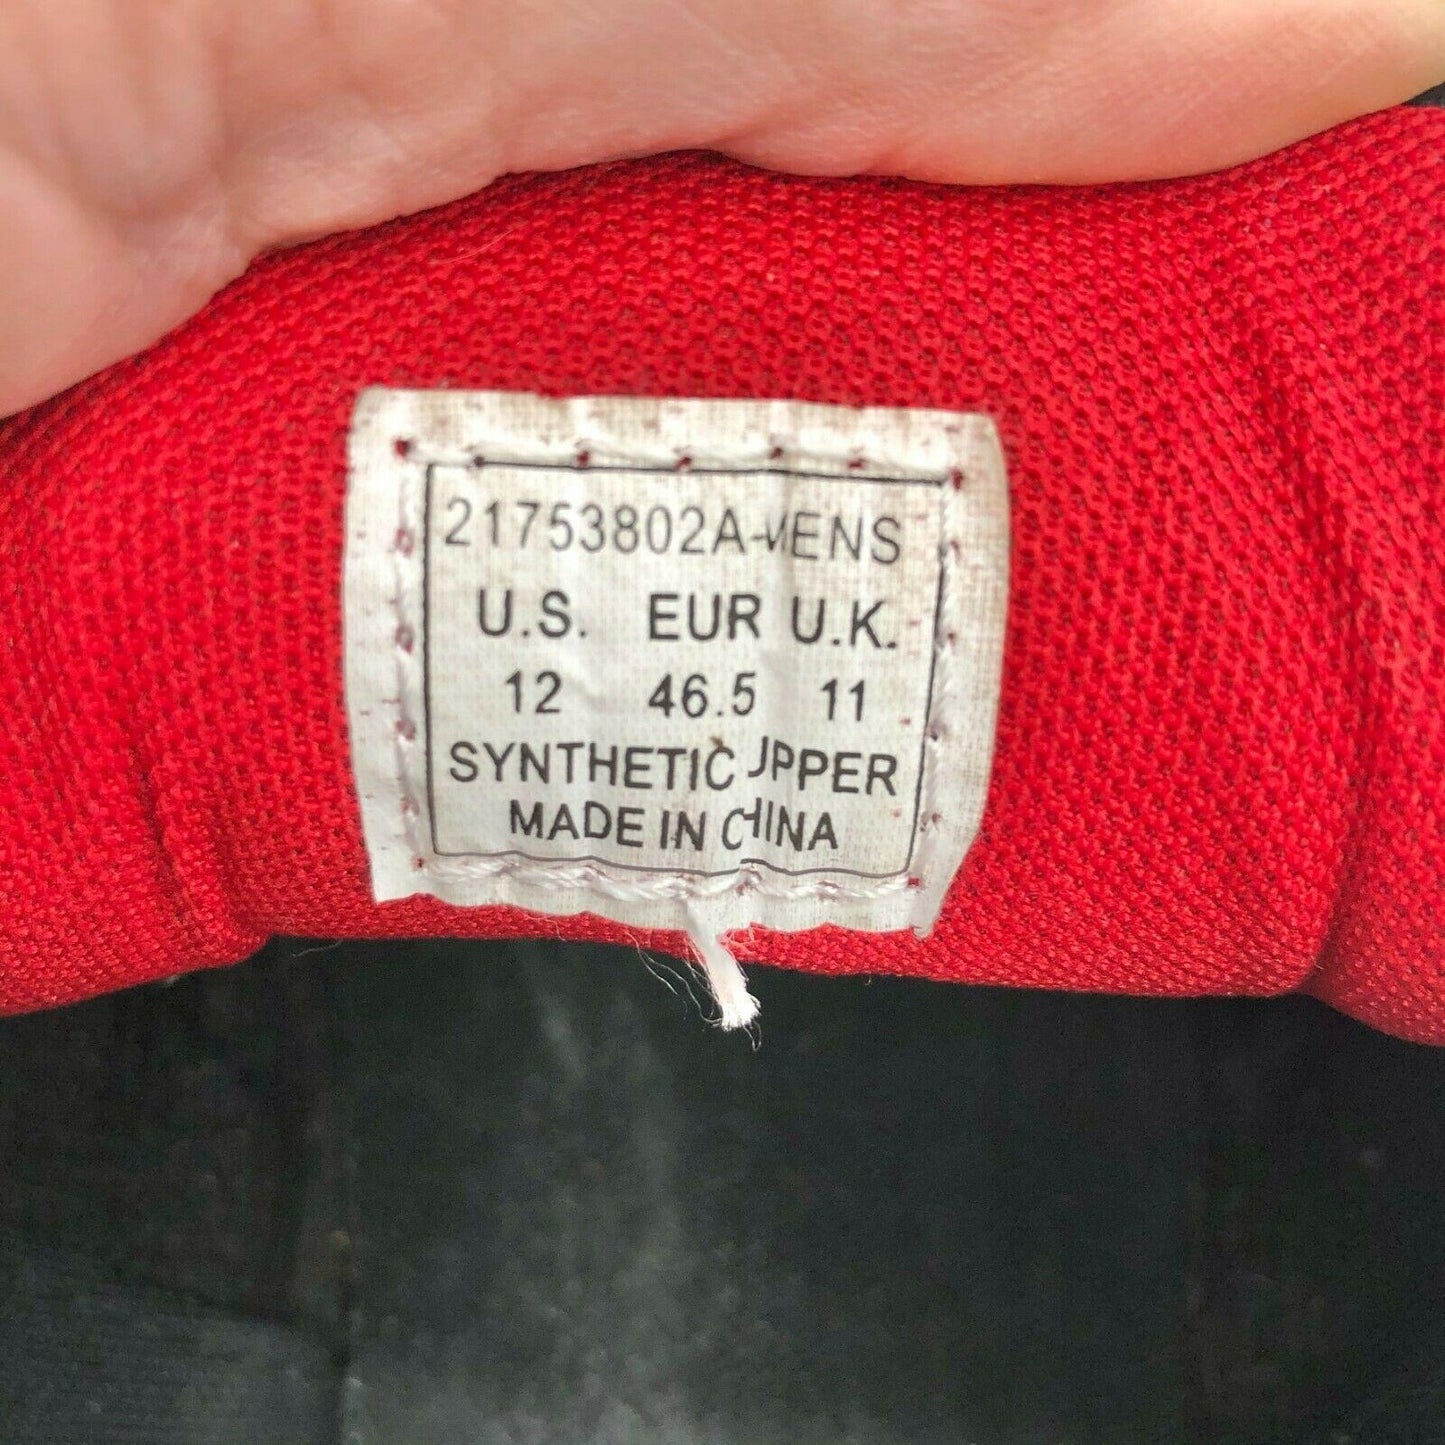 21753802A-MENS
U.S. EUR U.K.
12 46.5 11
SYNTHETIC UPPER
MADE IN CHINA